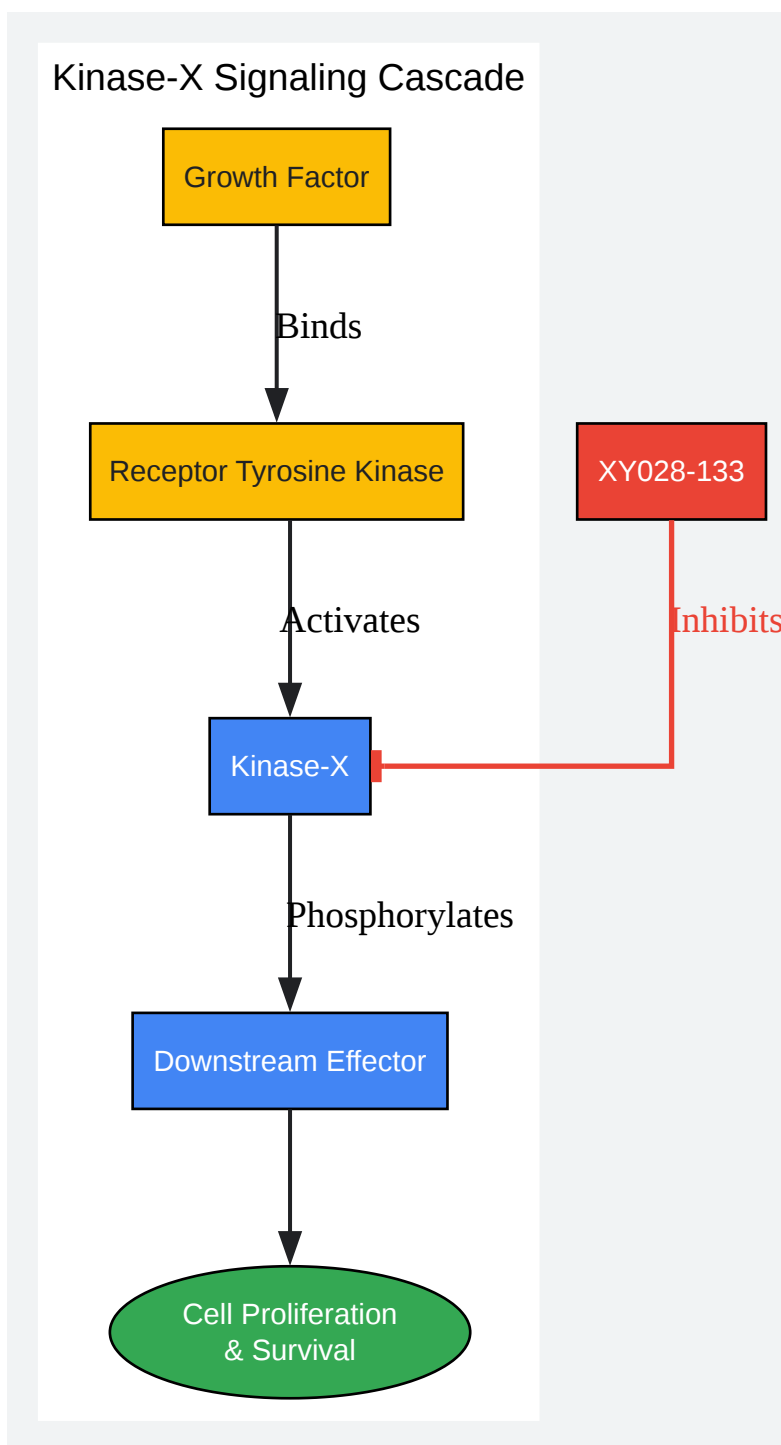 Kinase-X Signaling Cascade
Growth Factor
Binds
Receptor Tyrosine Kinase
XY028-133
Activates
Inhibits
Kinase-X
Phosphorylates
Downstream Effector
Cell Proliferation
& Survival